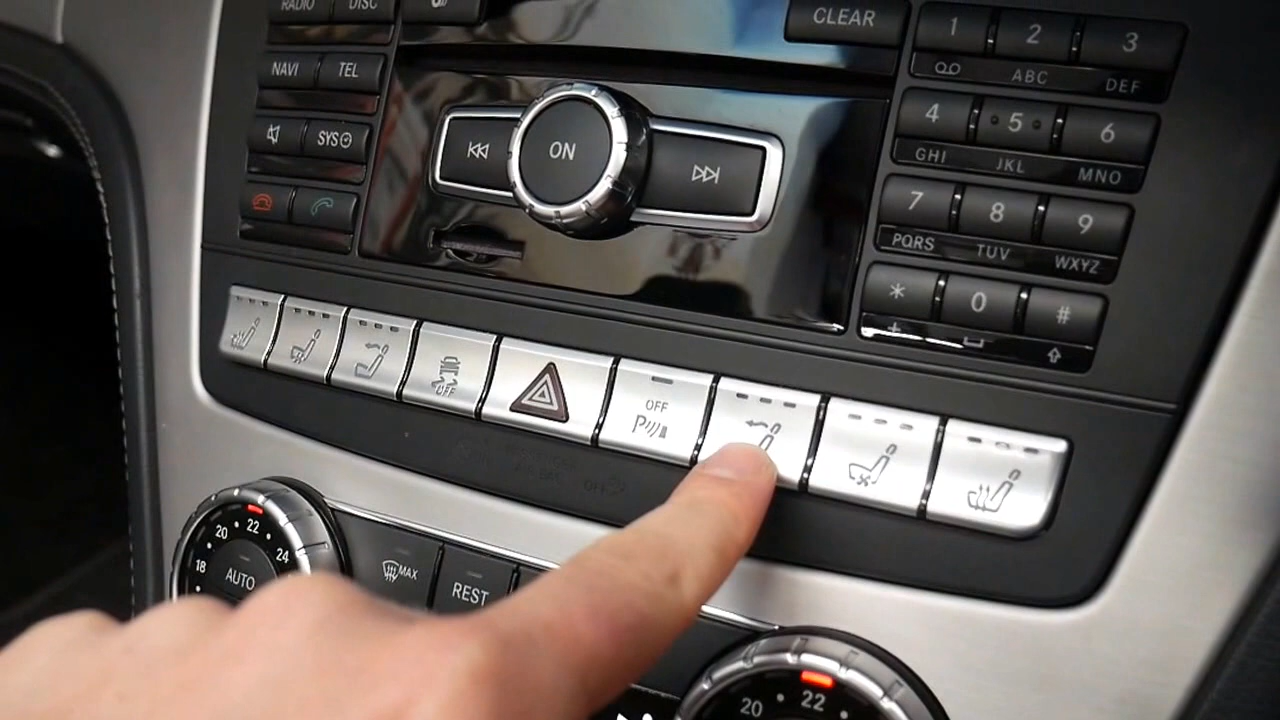 RADIO DISC
CLEAR
1 2 3
ABC DEF
NAVI TEL
4 5 6
GHI JKL MNO
SYS
ON
7 8 9
PQRS TUV WXYZ
* 0 #
+
OFF
OFF
P
20 22 24
18
AUTO
MAX
REST
20 22